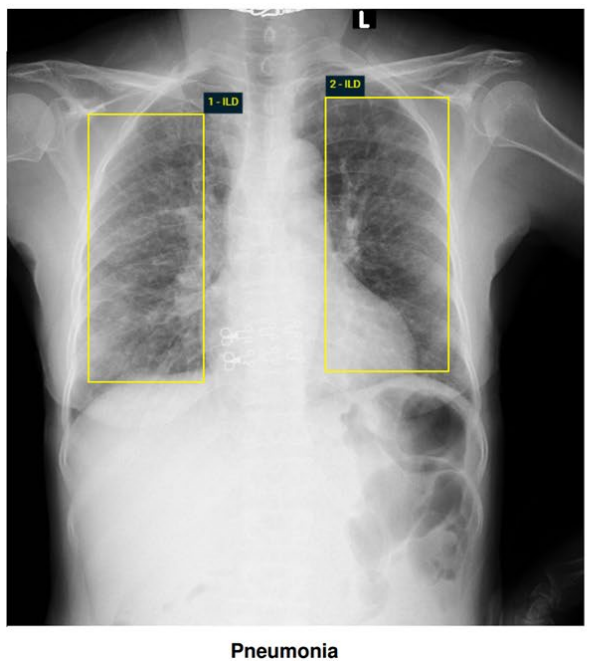 L
2 - ILD
1 - ILD
Pneumonia